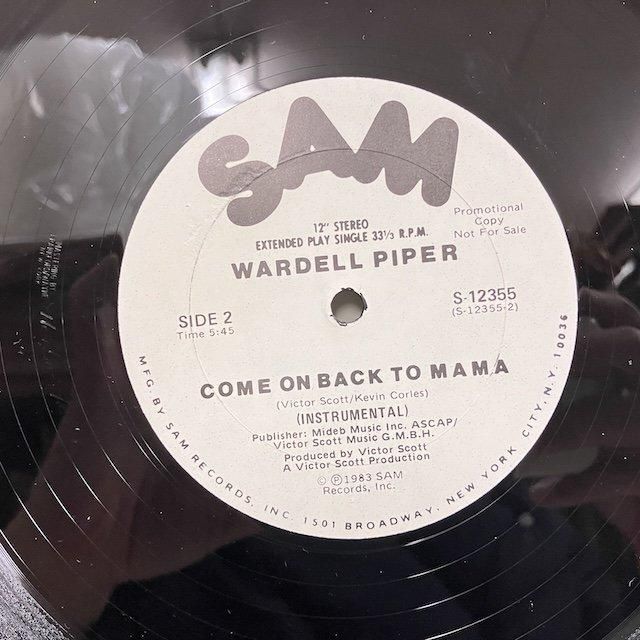 SAM
12" STEREO
EXTENDED PLAY SINGLE 33⅓ R.P.M.
Promotional
Copy
Not For Sale
WARDELL PIPER
SIDE 2
Time 5:45
S-12355
(S-12355-2)
COME ON BACK TO MAMA
(Victor Scott/Kevin Corles)
(INSTRUMENTAL)
Publisher: Mideb Music Inc. ASCAP/
Victor Scott Music G.M.B.H.
Produced by Victor Scott
A Victor Scott Production
© Ⓟ 1983 SAM
Records, Inc.
MFG. BY SAM RECORDS, INC. 1501 BROADWAY, NEW YORK CITY, N.Y. 10036